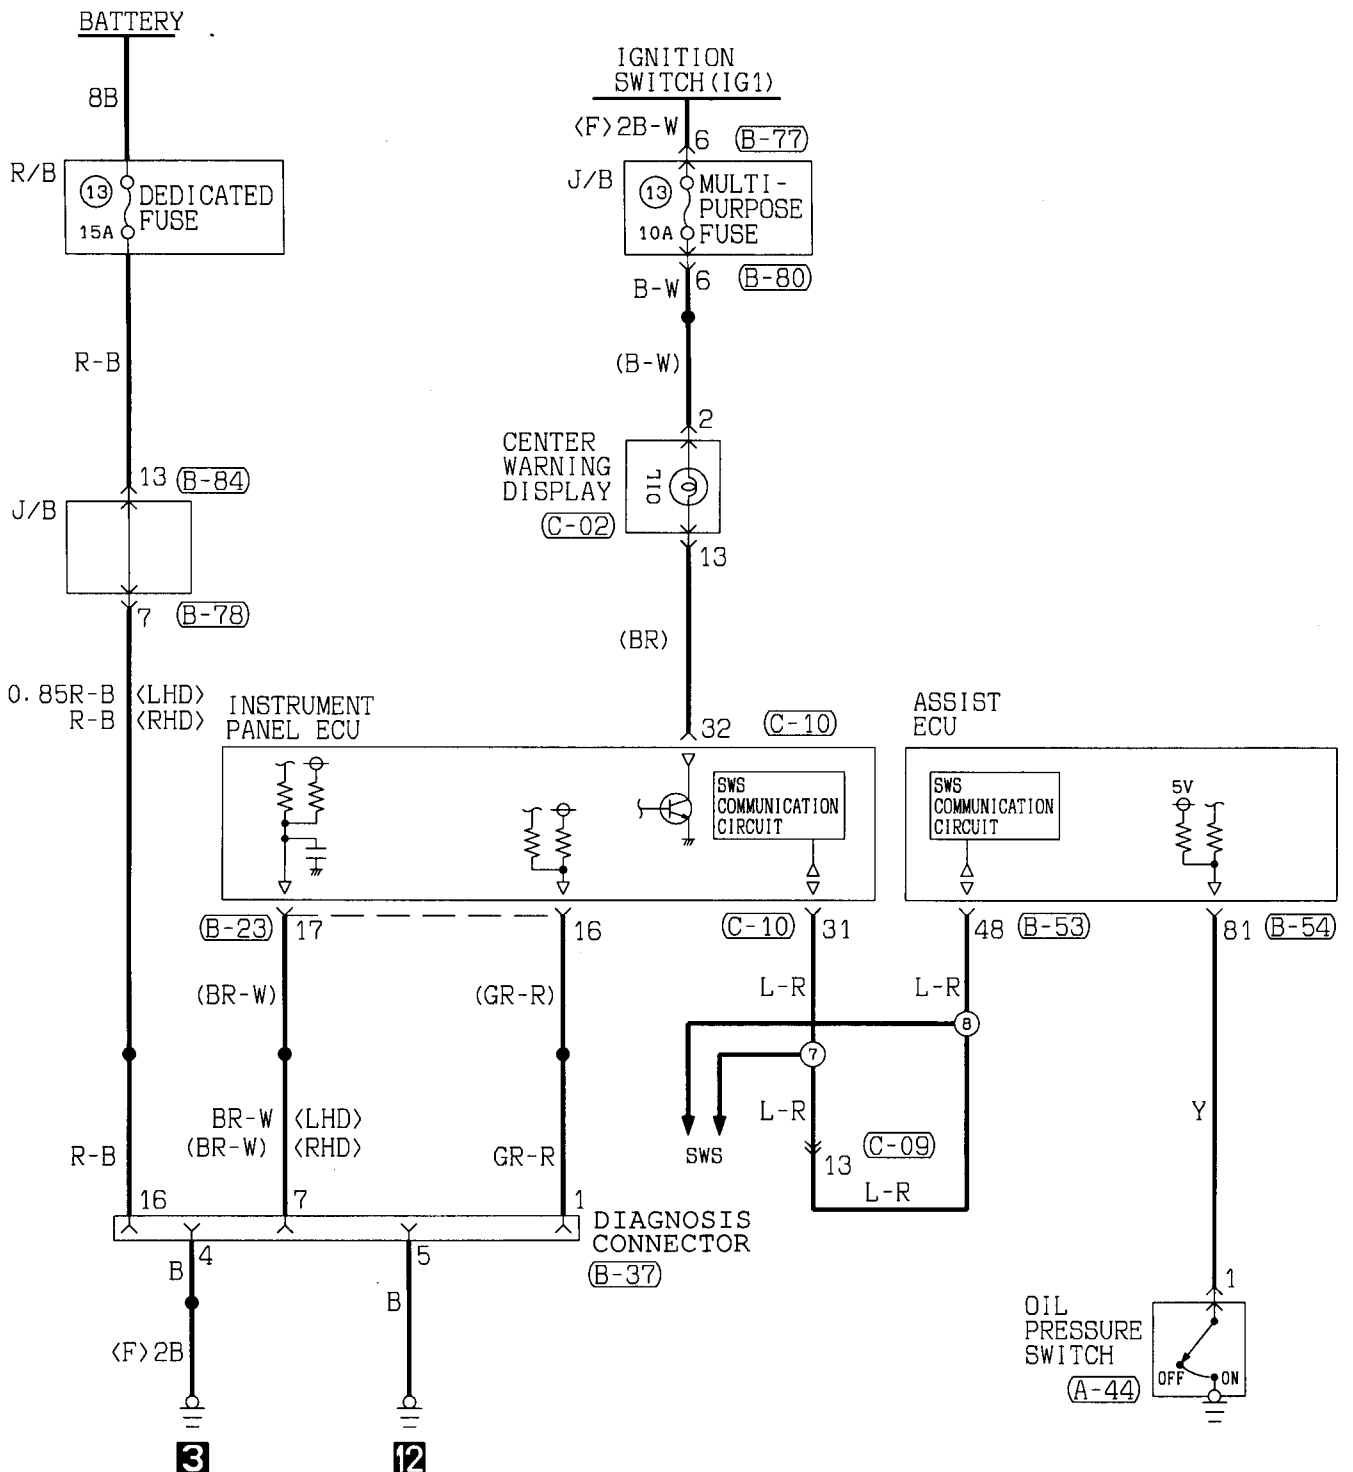 BATTERY
8B
R/B
13
DEDICATED
FUSE
15A
R-B
13
B-84
J/B
7
B-78
0.85R-B <LHD>
R-B <RHD>
IGNITION
SWITCH(IG1)
<F>2B-W
6
B-77
J/B
13
MULTI-
PURPOSE
FUSE
10A
6
B-80
B-W
(B-W)
2
CENTER
WARNING
DISPLAY
C-02
OIL
13
(BR)
32
C-10
INSTRUMENT
PANEL ECU
SWS
COMMUNICATION
CIRCUIT
ASSIST
ECU
SWS
COMMUNICATION
CIRCUIT
5V
B-23
17
16
C-10
31
48
B-53
81
B-54
(BR-W)
(GR-R)
L-R
L-R
8
7
BR-W <LHD>
(BR-W) <RHD>
R-B
GR-R
L-R
SWS
13
C-09
L-R
Y
16
7
1
DIAGNOSIS
CONNECTOR
B-37
4
5
B
B
<F>2B
3
12
1
OIL
PRESSURE
SWITCH
A-44
OFF
ON